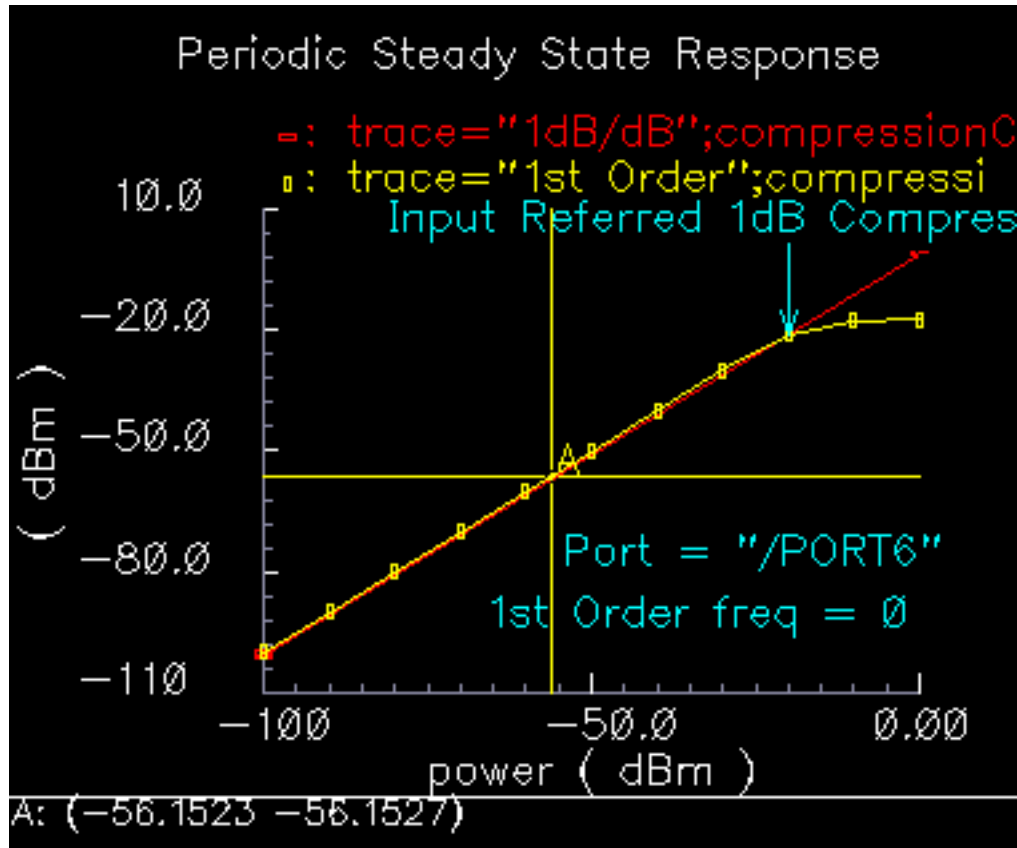 Periodic Steady State Response
: trace="1dB/dB";compressionC
: trace="1st Order";compressi
Input Referred 1dB Compres
10.0
-20.0
-50.0
-80.0
-110
( dBm )
A
Port = "/PORT6"
1st Order freq = 0
-100
-50.0
0.00
power ( dBm )
A: (-56.1523 -56.1527)